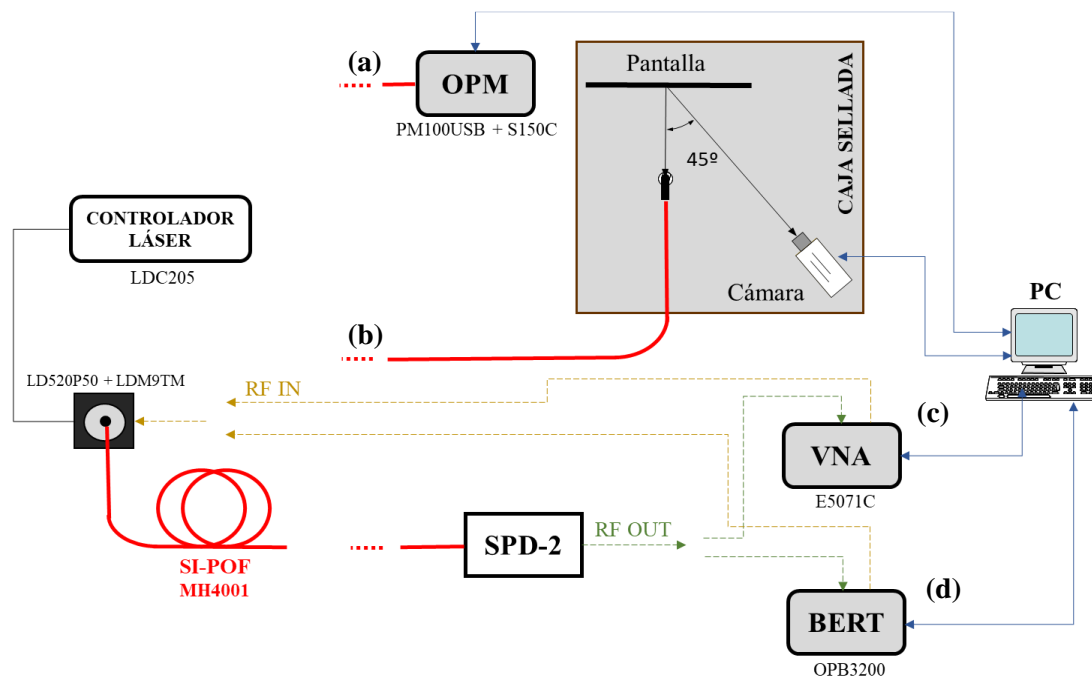 (a)
OPM
PM100USB + S150C
Pantalla
45º
CAJA SELLADA
Cámara
CONTROLADOR
LÁSER
LDC205
PC
(b)
LD520P50 + LDM9TM
RF IN
(c)
VNA
E5071C
SI-POF
MH4001
SPD-2
RF OUT
(d)
BERT
OPB3200